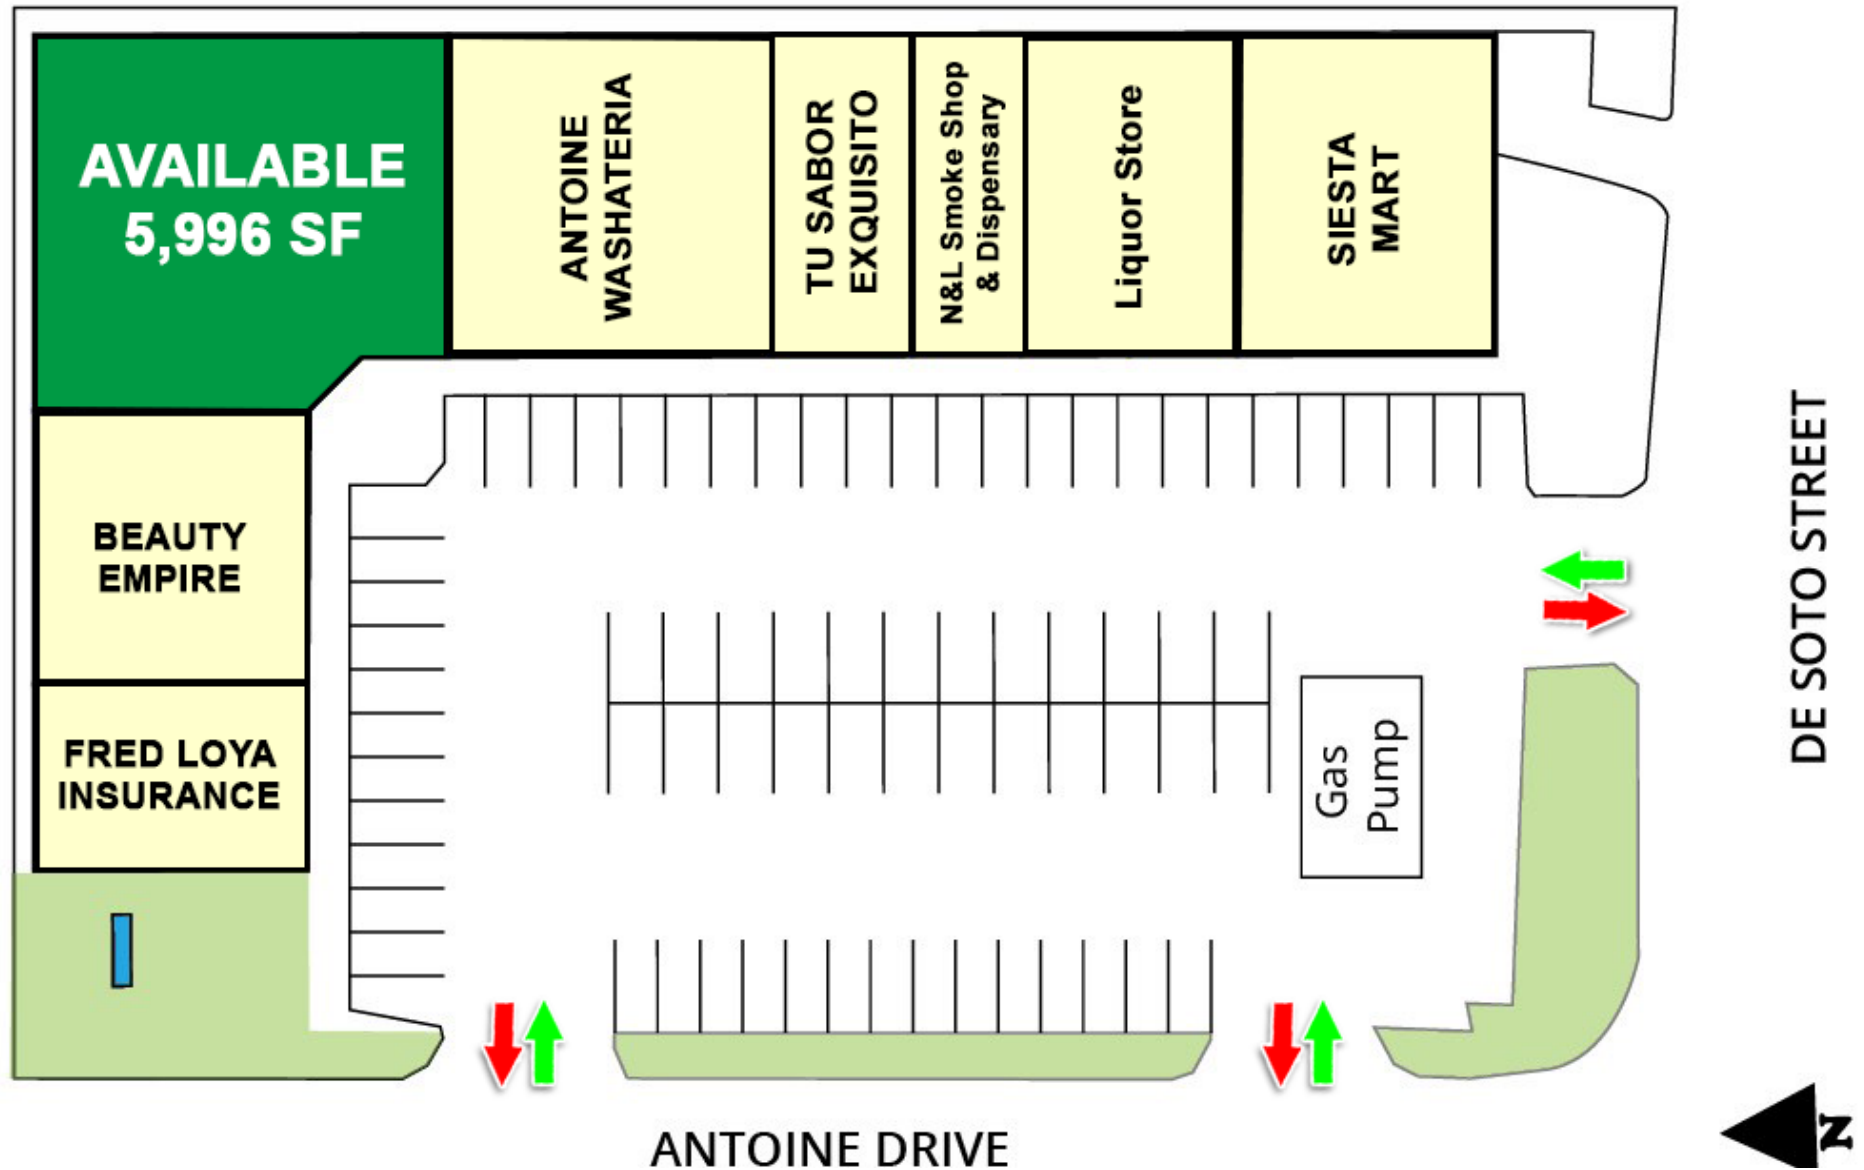 AVAILABLE
5,996 SF
ANTOINE
WASHATERIA
TU SABOR
EXQUISITO
N&L Smoke Shop
& Dispensary
Liquor Store
SIESTA
MART
BEAUTY
EMPIRE
FRED LOYA
INSURANCE
Gas
Pump
DE SOTO STREET
ANTOINE DRIVE
N